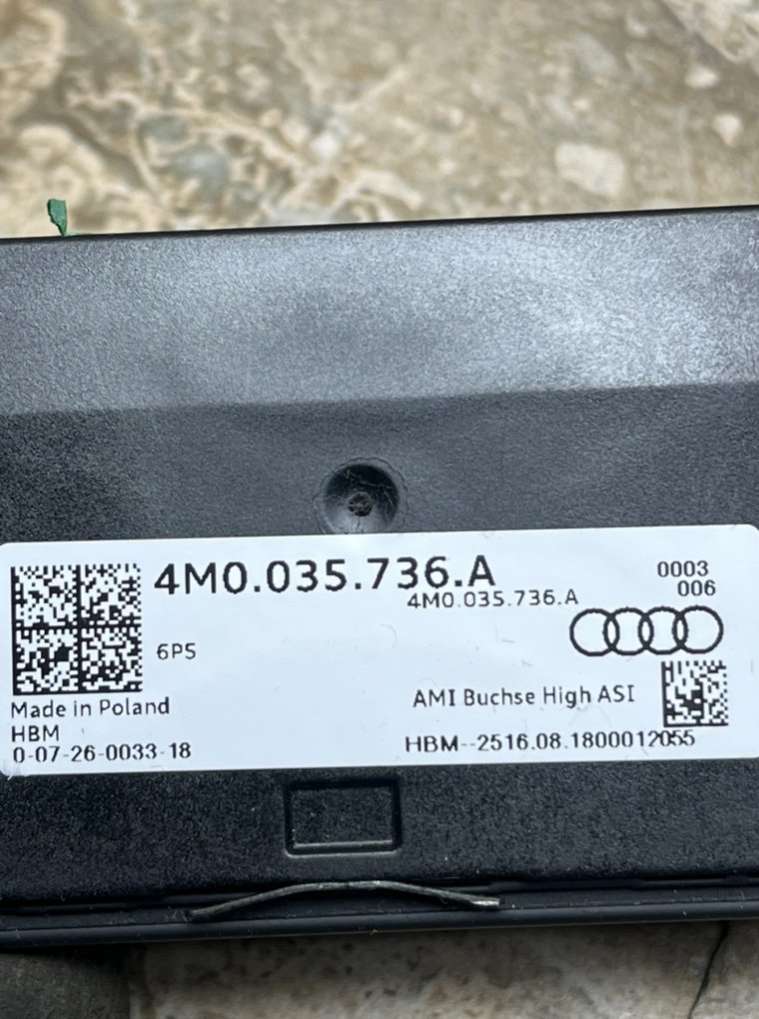 4M0.035.736.A
4M0.035.736.A
0003
006
6P5
Made in Poland
HBM
0-07-26-0033-18
AMI Buchse High ASI
HBM--2516.08.1800012055